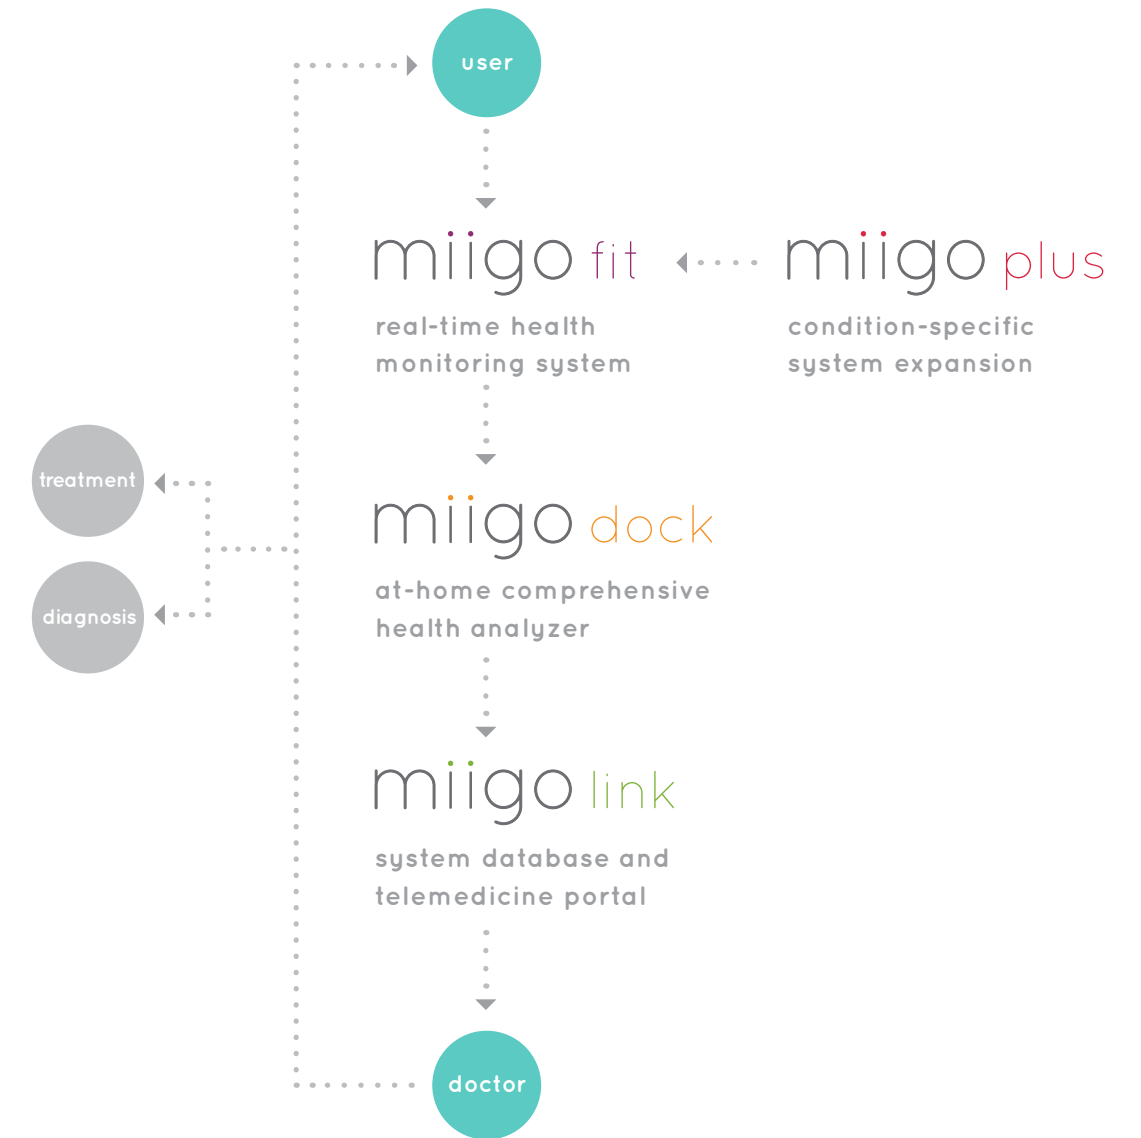 user
miigo fit
miigo plus
real-time health
monitoring system
condition-specific
system expansion
treatment
diagnosis
miigo dock
at-home comprehensive
health analyzer
miigo link
system database and
telemedicine portal
doctor